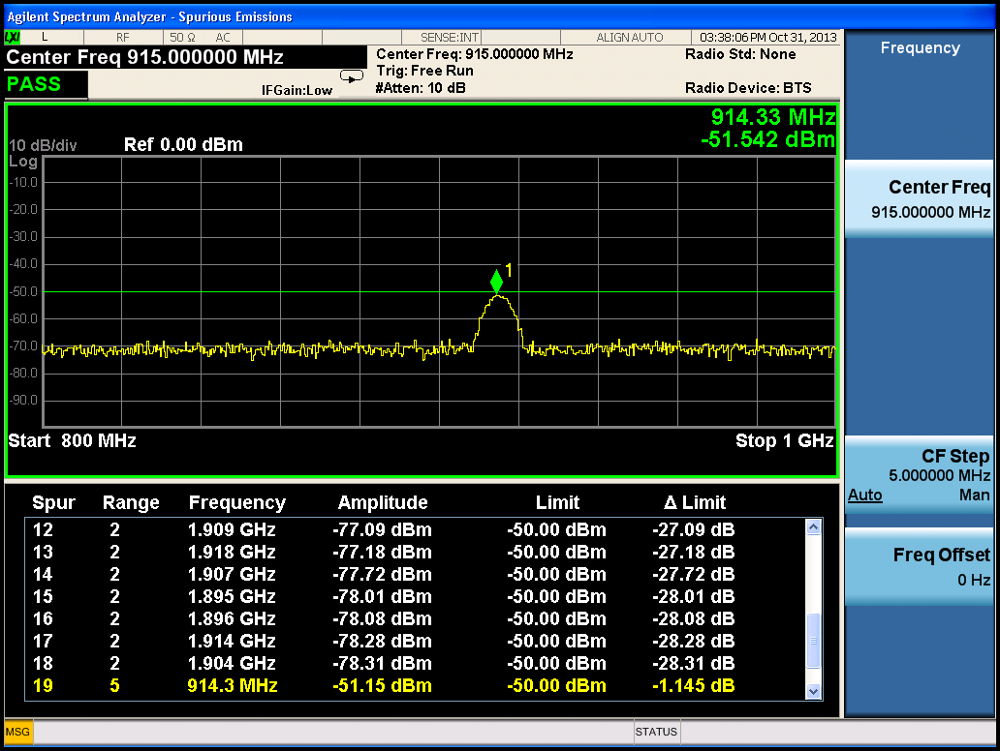 Agilent Spectrum Analyzer - Spurious Emissions
LXI L RF 50 Ω AC SENSE:INT ALIGN AUTO 03:38:06 PM Oct 31, 2013
Center Freq 915.000000 MHz
PASS
IFGain:Low
Center Freq: 915.000000 MHz
Trig: Free Run
#Atten: 10 dB
Radio Std: None
Radio Device: BTS
914.33 MHz
-51.542 dBm
10 dB/div
Log
Ref 0.00 dBm
-10.0
-20.0
-30.0
-40.0
-50.0
-60.0
-70.0
-80.0
-90.0
1
Start 800 MHz
Stop 1 GHz
Spur Range Frequency Amplitude Limit Δ Limit
12 2 1.909 GHz -77.09 dBm -50.00 dBm -27.09 dB
13 2 1.918 GHz -77.18 dBm -50.00 dBm -27.18 dB
14 2 1.907 GHz -77.72 dBm -50.00 dBm -27.72 dB
15 2 1.895 GHz -78.01 dBm -50.00 dBm -28.01 dB
16 2 1.896 GHz -78.08 dBm -50.00 dBm -28.08 dB
17 2 1.914 GHz -78.28 dBm -50.00 dBm -28.28 dB
18 2 1.904 GHz -78.31 dBm -50.00 dBm -28.31 dB
19 5 914.3 MHz -51.15 dBm -50.00 dBm -1.145 dB
Frequency
Center Freq
915.000000 MHz
CF Step
5.000000 MHz
Auto Man
Freq Offset
0 Hz
MSG
STATUS